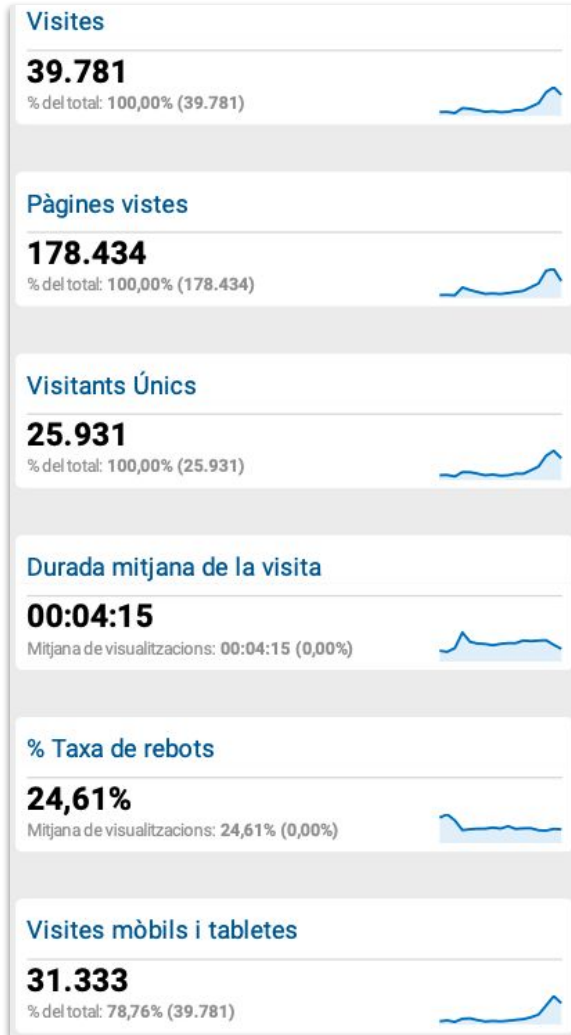 Visites
39.781
% del total: 100,00% (39.781)
Pàgines vistes
178.434
% del total: 100,00% (178.434)
Visitants Únics
25.931
% del total: 100,00% (25.931)
Durada mitjana de la visita
00:04:15
Mitjana de visualitzacions: 00:04:15 (0,00%)
% Taxa de rebots
24,61%
Mitjana de visualitzacions: 24,61% (0,00%)
Visites mòbils i tabletes
31.333
% del total: 78,76% (39.781)